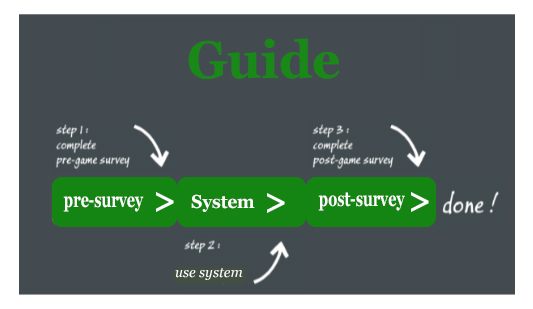 Guide
step 1 :
complete
pre-game survey
step 3 :
complete
post-game survey
pre-survey > System > post-survey > done !
step 2 :
use system